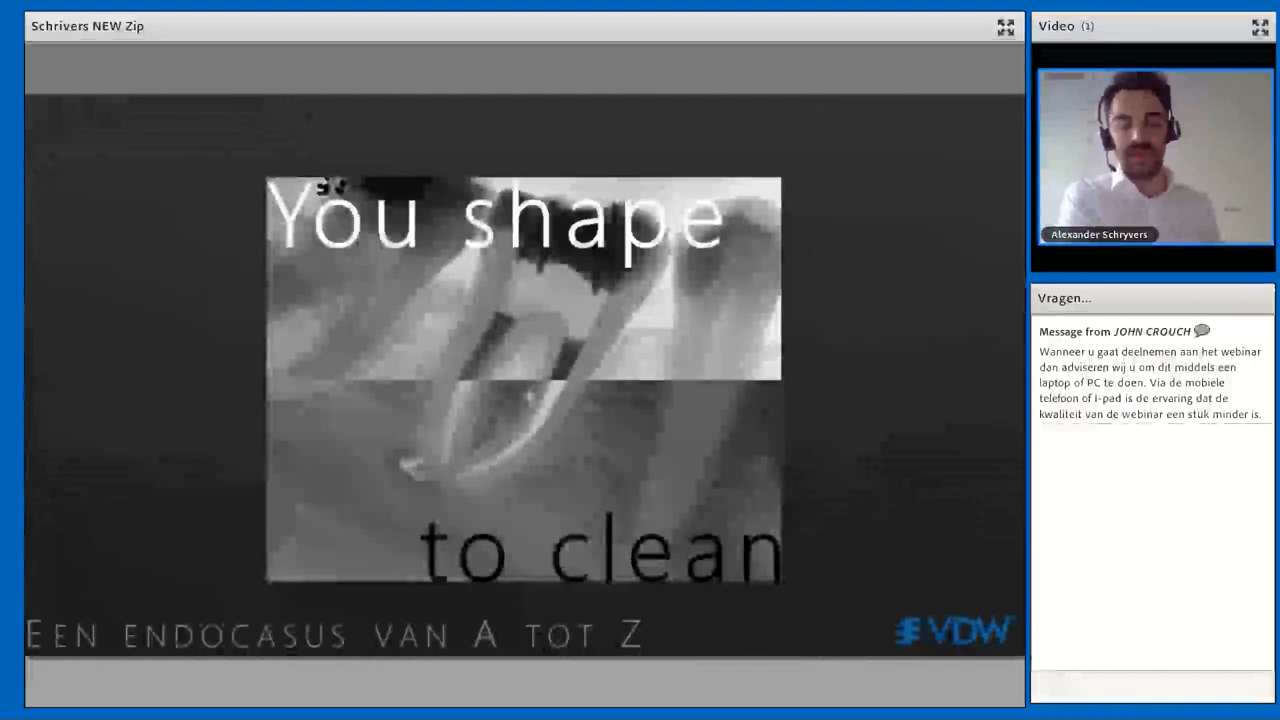 Schrivers NEW Zip
You shape
to clean
EEN ENDOCASUS VAN A TOT Z
VDW
Video (1)
Alexander Schryvers
Vragen...
Message from JOHN CROUCH
Wanneer u gaat deelnemen aan het webinar
dan adviseren wij u om dit middels een
laptop of PC te doen. Via de mobiele
telefoon of i-pad is de ervaring dat de
kwaliteit van de webinar een stuk minder is.